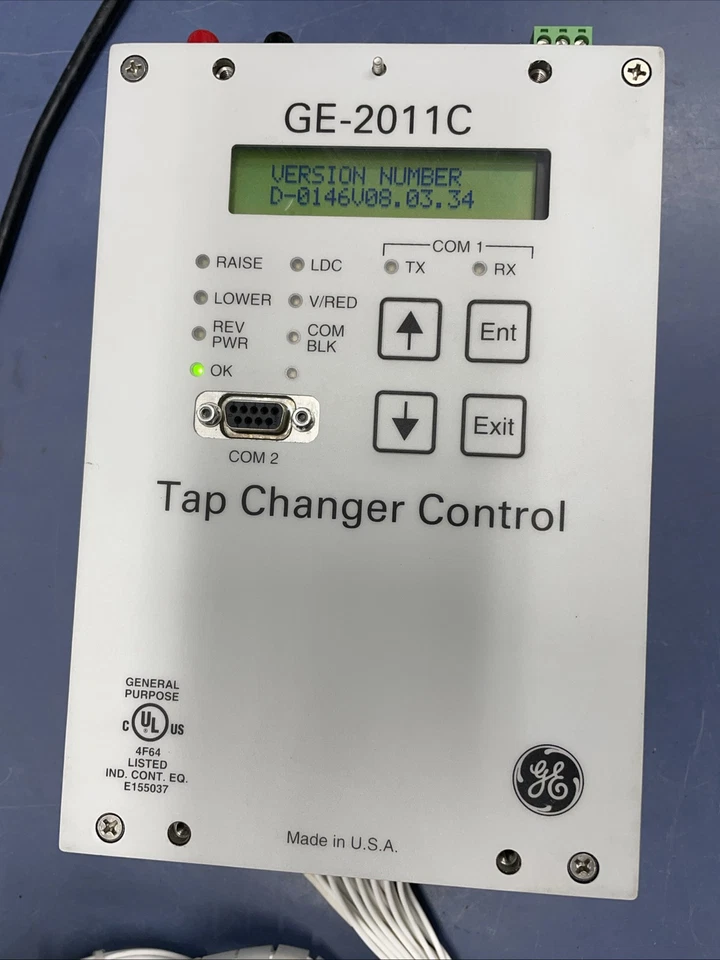 GE-2011C
VERSION NUMBER
D-0146V08.03.34
COM 1
RAISE
LDC
TX
RX
LOWER
V/RED
REV
PWR
COM
BLK
OK
Ent
Exit
COM 2
Tap Changer Control
GENERAL
PURPOSE
C UL US
4F64
LISTED
IND. CONT. EQ.
E155037
GE
Made in U.S.A.